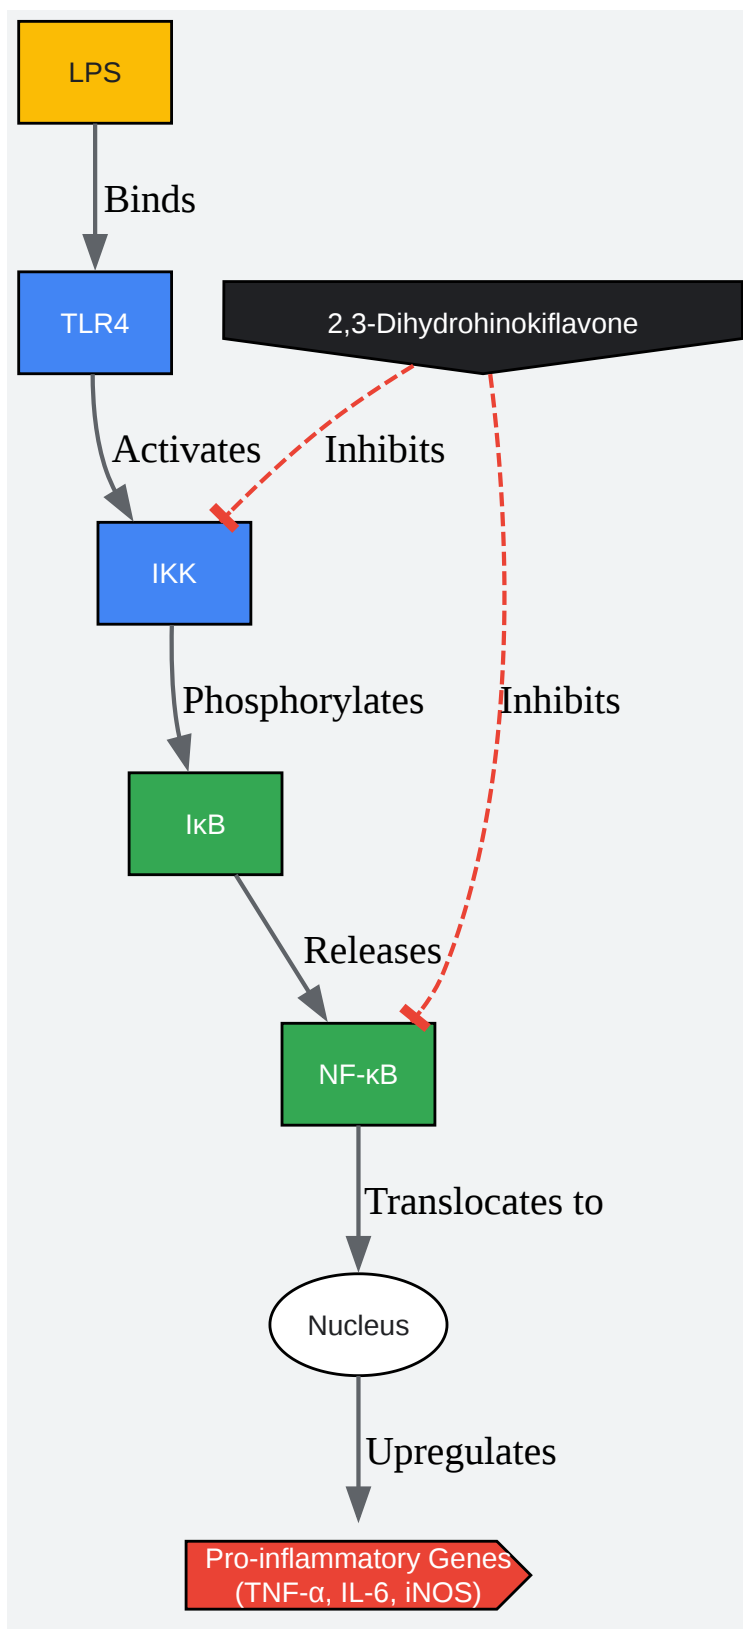 LPS
Binds
TLR4
2,3-Dihydrohinokiflavone
Activates
Inhibits
IKK
Phosphorylates
Inhibits
IκB
Releases
NF-κB
Translocates to
Nucleus
Upregulates
Pro-inflammatory Genes
(TNF-α, IL-6, iNOS)